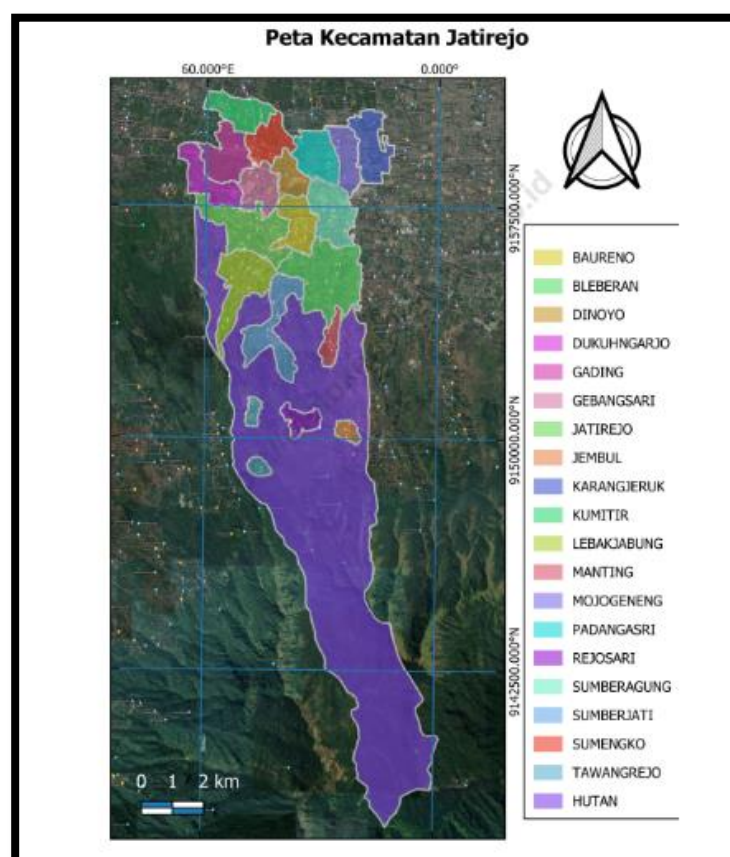 Peta Kecamatan Jatirejo
60.000°E
0.000°
9157500.000°N
9150000.000°N
9142500.000°N
BAURENO
BLEBERAN
DINOYO
DUKUHNGARJO
GADING
GEBANGSARI
JATIREJO
JEMBUL
KARANGJERUK
KUMITIR
LEBAKJABUNG
MANTING
MOJOGENENG
PADANGASRI
REJOSARI
SUMBERAGUNG
SUMBERJATI
SUMENGKO
TAWANGREJO
HUTAN
0 1 2 km